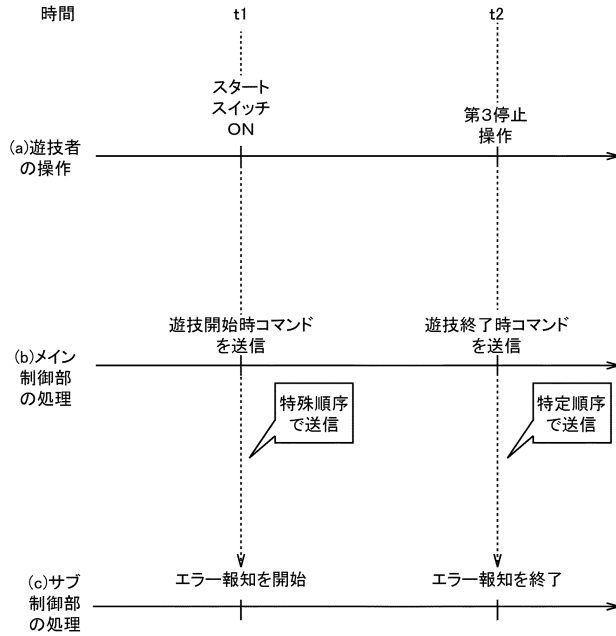 時間
t1
t2
スタート
スイッチ
ON
第3停止
操作
(a)遊技者
の操作
遊技開始時コマンド
を送信
遊技終了時コマンド
を送信
(b)メイン
制御部
の処理
特殊順序
で送信
特定順序
で送信
エラー報知を開始
エラー報知を終了
(c)サブ
制御部
の処理